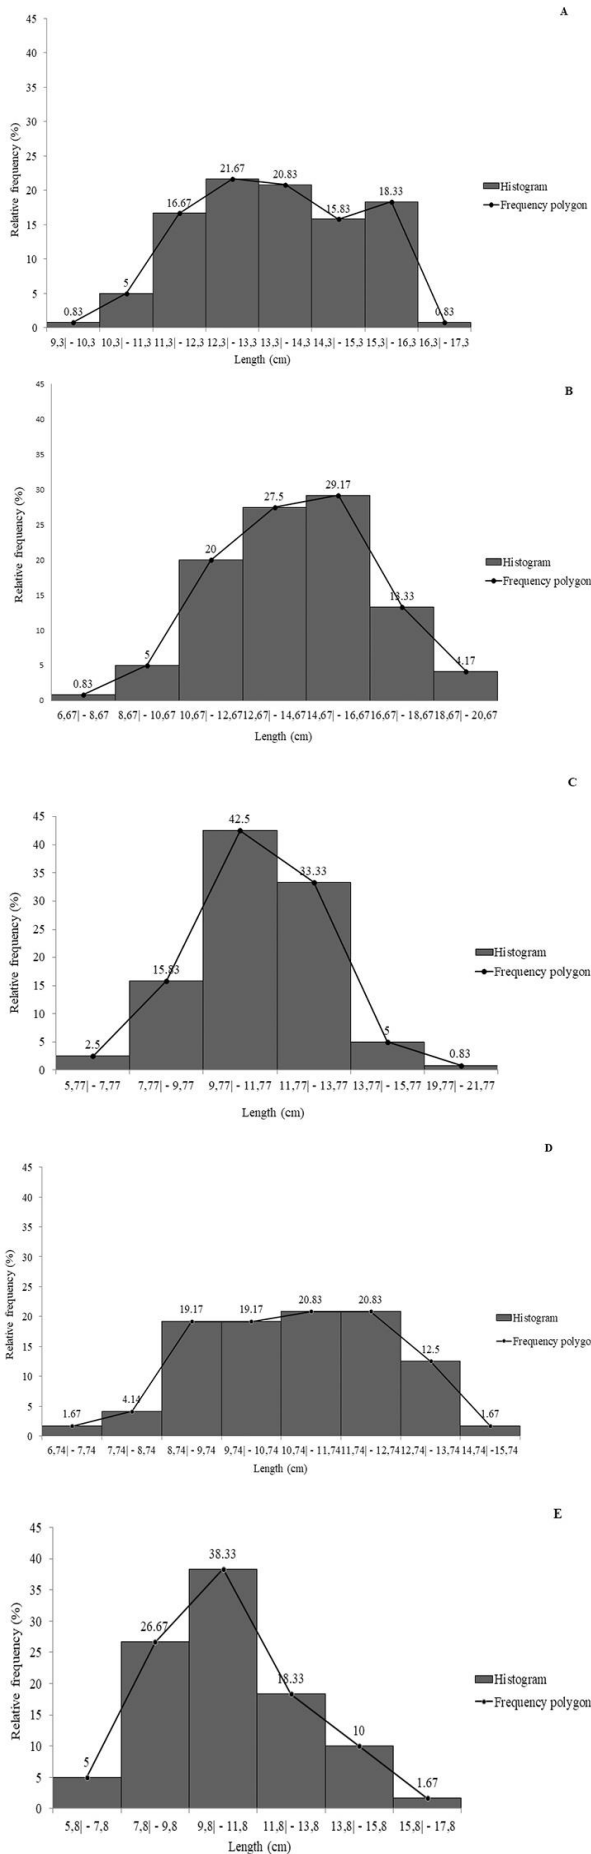 A
45
40
35
30
25
20
15
10
5
0
Relative frequency (%)
0.83
5
16.67
21.67
20.83
15.83
18.33
0.83
Histogram
Frequency polygon
9,3| - 10,3 10,3| - 11,3 11,3| - 12,3 12,3| - 13,3 13,3| - 14,3 14,3| - 15,3 15,3| - 16,3 16,3| - 17,3
Length (cm)
B
45
40
35
30
25
20
15
10
5
0
Relative frequency (%)
0.83
5
20
27.5
29.17
13.33
4.17
Histogram
Frequency polygon
6,67| - 8,67 8,67| - 10,67 10,67| - 12,67 12,67| - 14,67 14,67| - 16,67 16,67| - 18,67 18,67| - 20,67
Length (cm)
C
45
40
35
30
25
20
15
10
5
0
Relative frequency (%)
2.5
15.83
42.5
33.33
5
0.83
Histogram
Frequency polygon
5,77| - 7,77 7,77| - 9,77 9,77| - 11,77 11,77| - 13,77 13,77| - 15,77 19,77| - 21,77
Length (cm)
D
45
40
35
30
25
20
15
10
5
0
Relative frequency (%)
1.67
4.14
19.17
19.17
20.83
20.83
12.5
1.67
Histogram
Frequency polygo
6,74| - 7,74 7,74| - 8,74 8,74| - 9,74 9,74| - 10,74 10,74| - 11,74 11,74| - 12,74 12,74| - 13,74 14,74| -15,74
Length (cm)
E
45
40
35
30
25
20
15
10
5
0
Relative frequency (%)
5
26.67
38.33
18.33
10
1.67
Histogram
Frequency polygon
5,8| - 7,8 7,8| - 9,8 9,8| - 11,8 11,8| - 13,8 13,8| - 15,8 15,8| - 17,8
Length (cm)